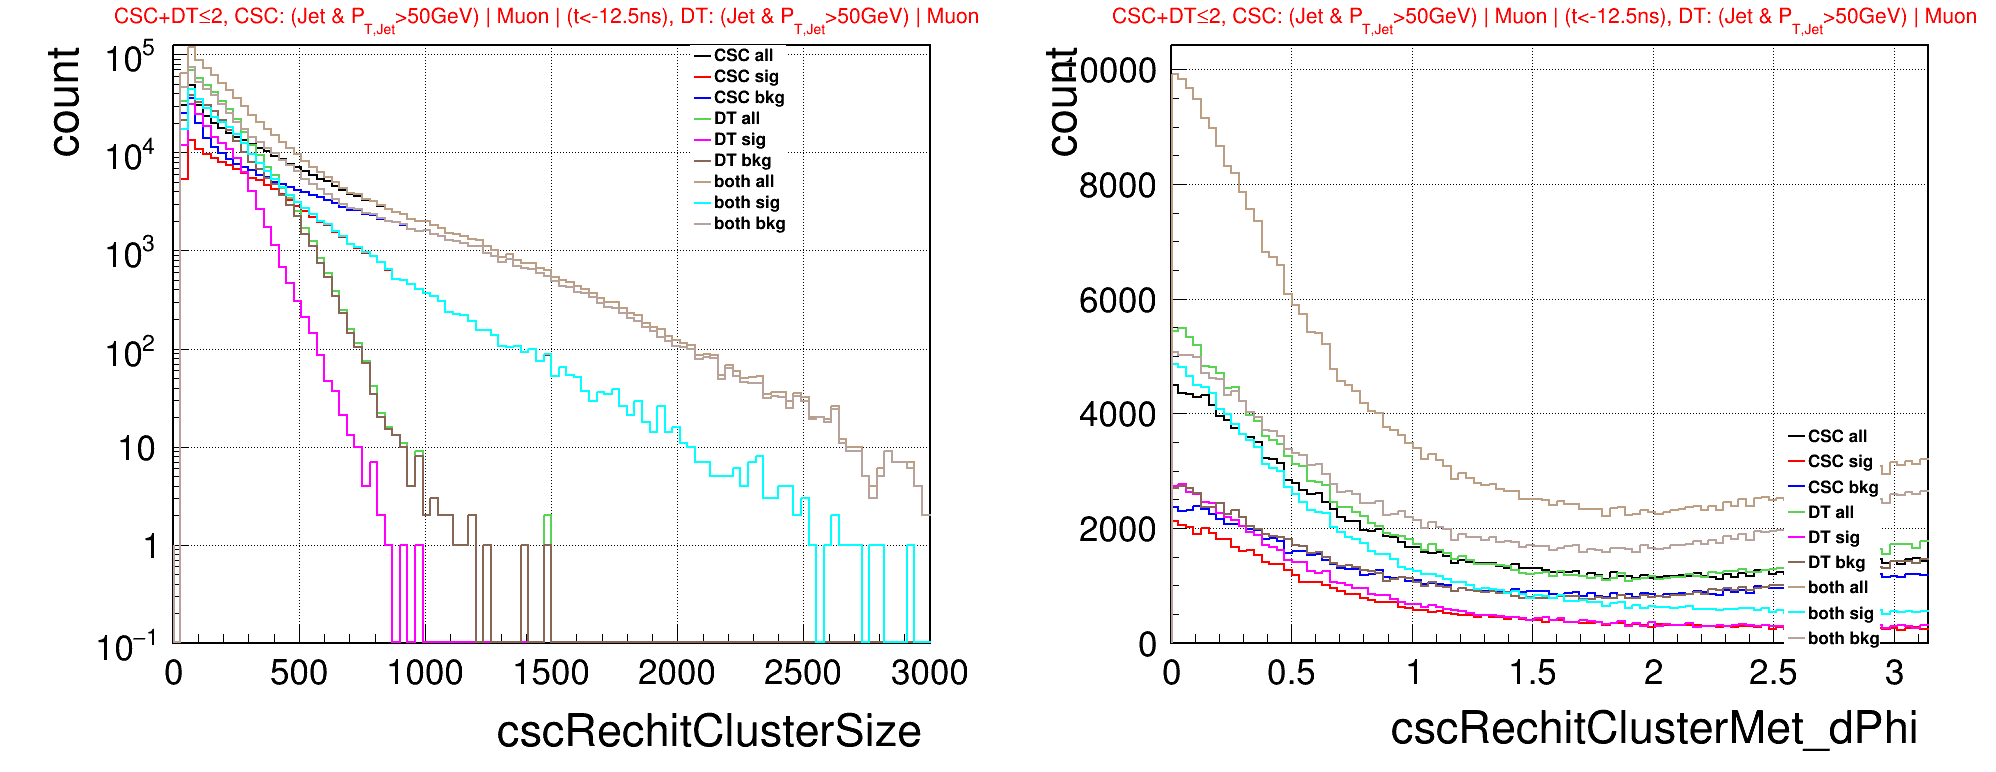 CSC+DT≤2, CSC: (Jet & P_T,Jet>50GeV) | Muon | (t<-12.5ns), DT: (Jet & P_T,Jet>50GeV) | Muon
count
10^5
10^4
10^3
10^2
10
1
10^−1
0 500 1000 1500 2000 2500 3000
cscRechitClusterSize
CSC all
CSC sig
CSC bkg
DT all
DT sig
DT bkg
both all
both sig
both bkg
CSC+DT≤2, CSC: (Jet & P_T,Jet>50GeV) | Muon | (t<-12.5ns), DT: (Jet & P_T,Jet>50GeV) | Muon
count
0000
8000
6000
4000
2000
0
0 0.5 1 1.5 2 2.5 3
cscRechitClusterMet_dPhi
CSC all
CSC sig
CSC bkg
DT all
DT sig
DT bkg
both all
both sig
both bkg